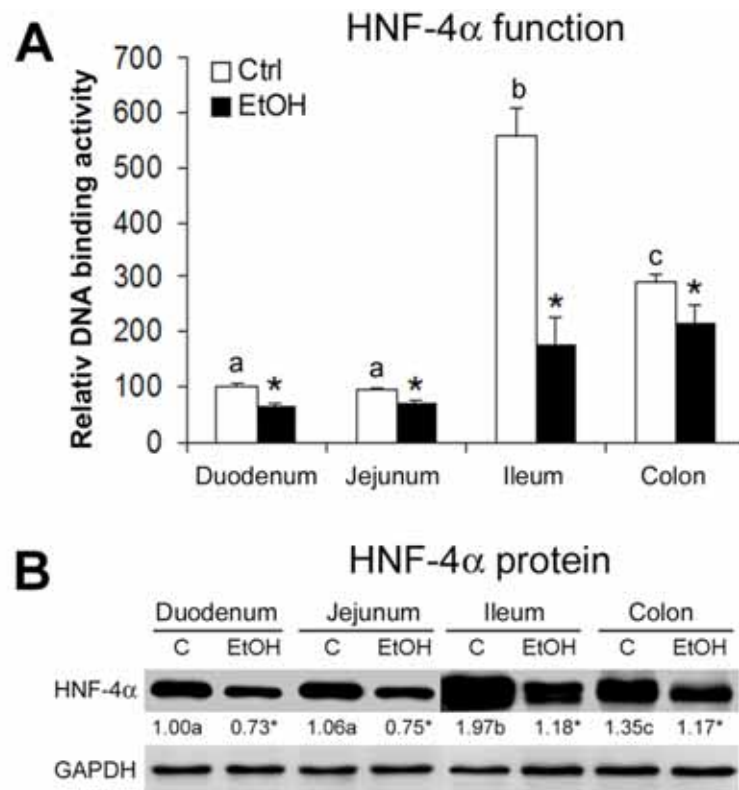 A
HNF-4α function
Relativ DNA binding activity
700
600
500
400
300
200
100
0
Ctrl
EtOH
a * a * b * c *
Duodenum Jejunum Ileum Colon
B
HNF-4α protein
Duodenum Jejunum Ileum Colon
C EtOH C EtOH C EtOH C EtOH
HNF-4α
1.00a 0.73* 1.06a 0.75* 1.97b 1.18* 1.35c 1.17*
GAPDH